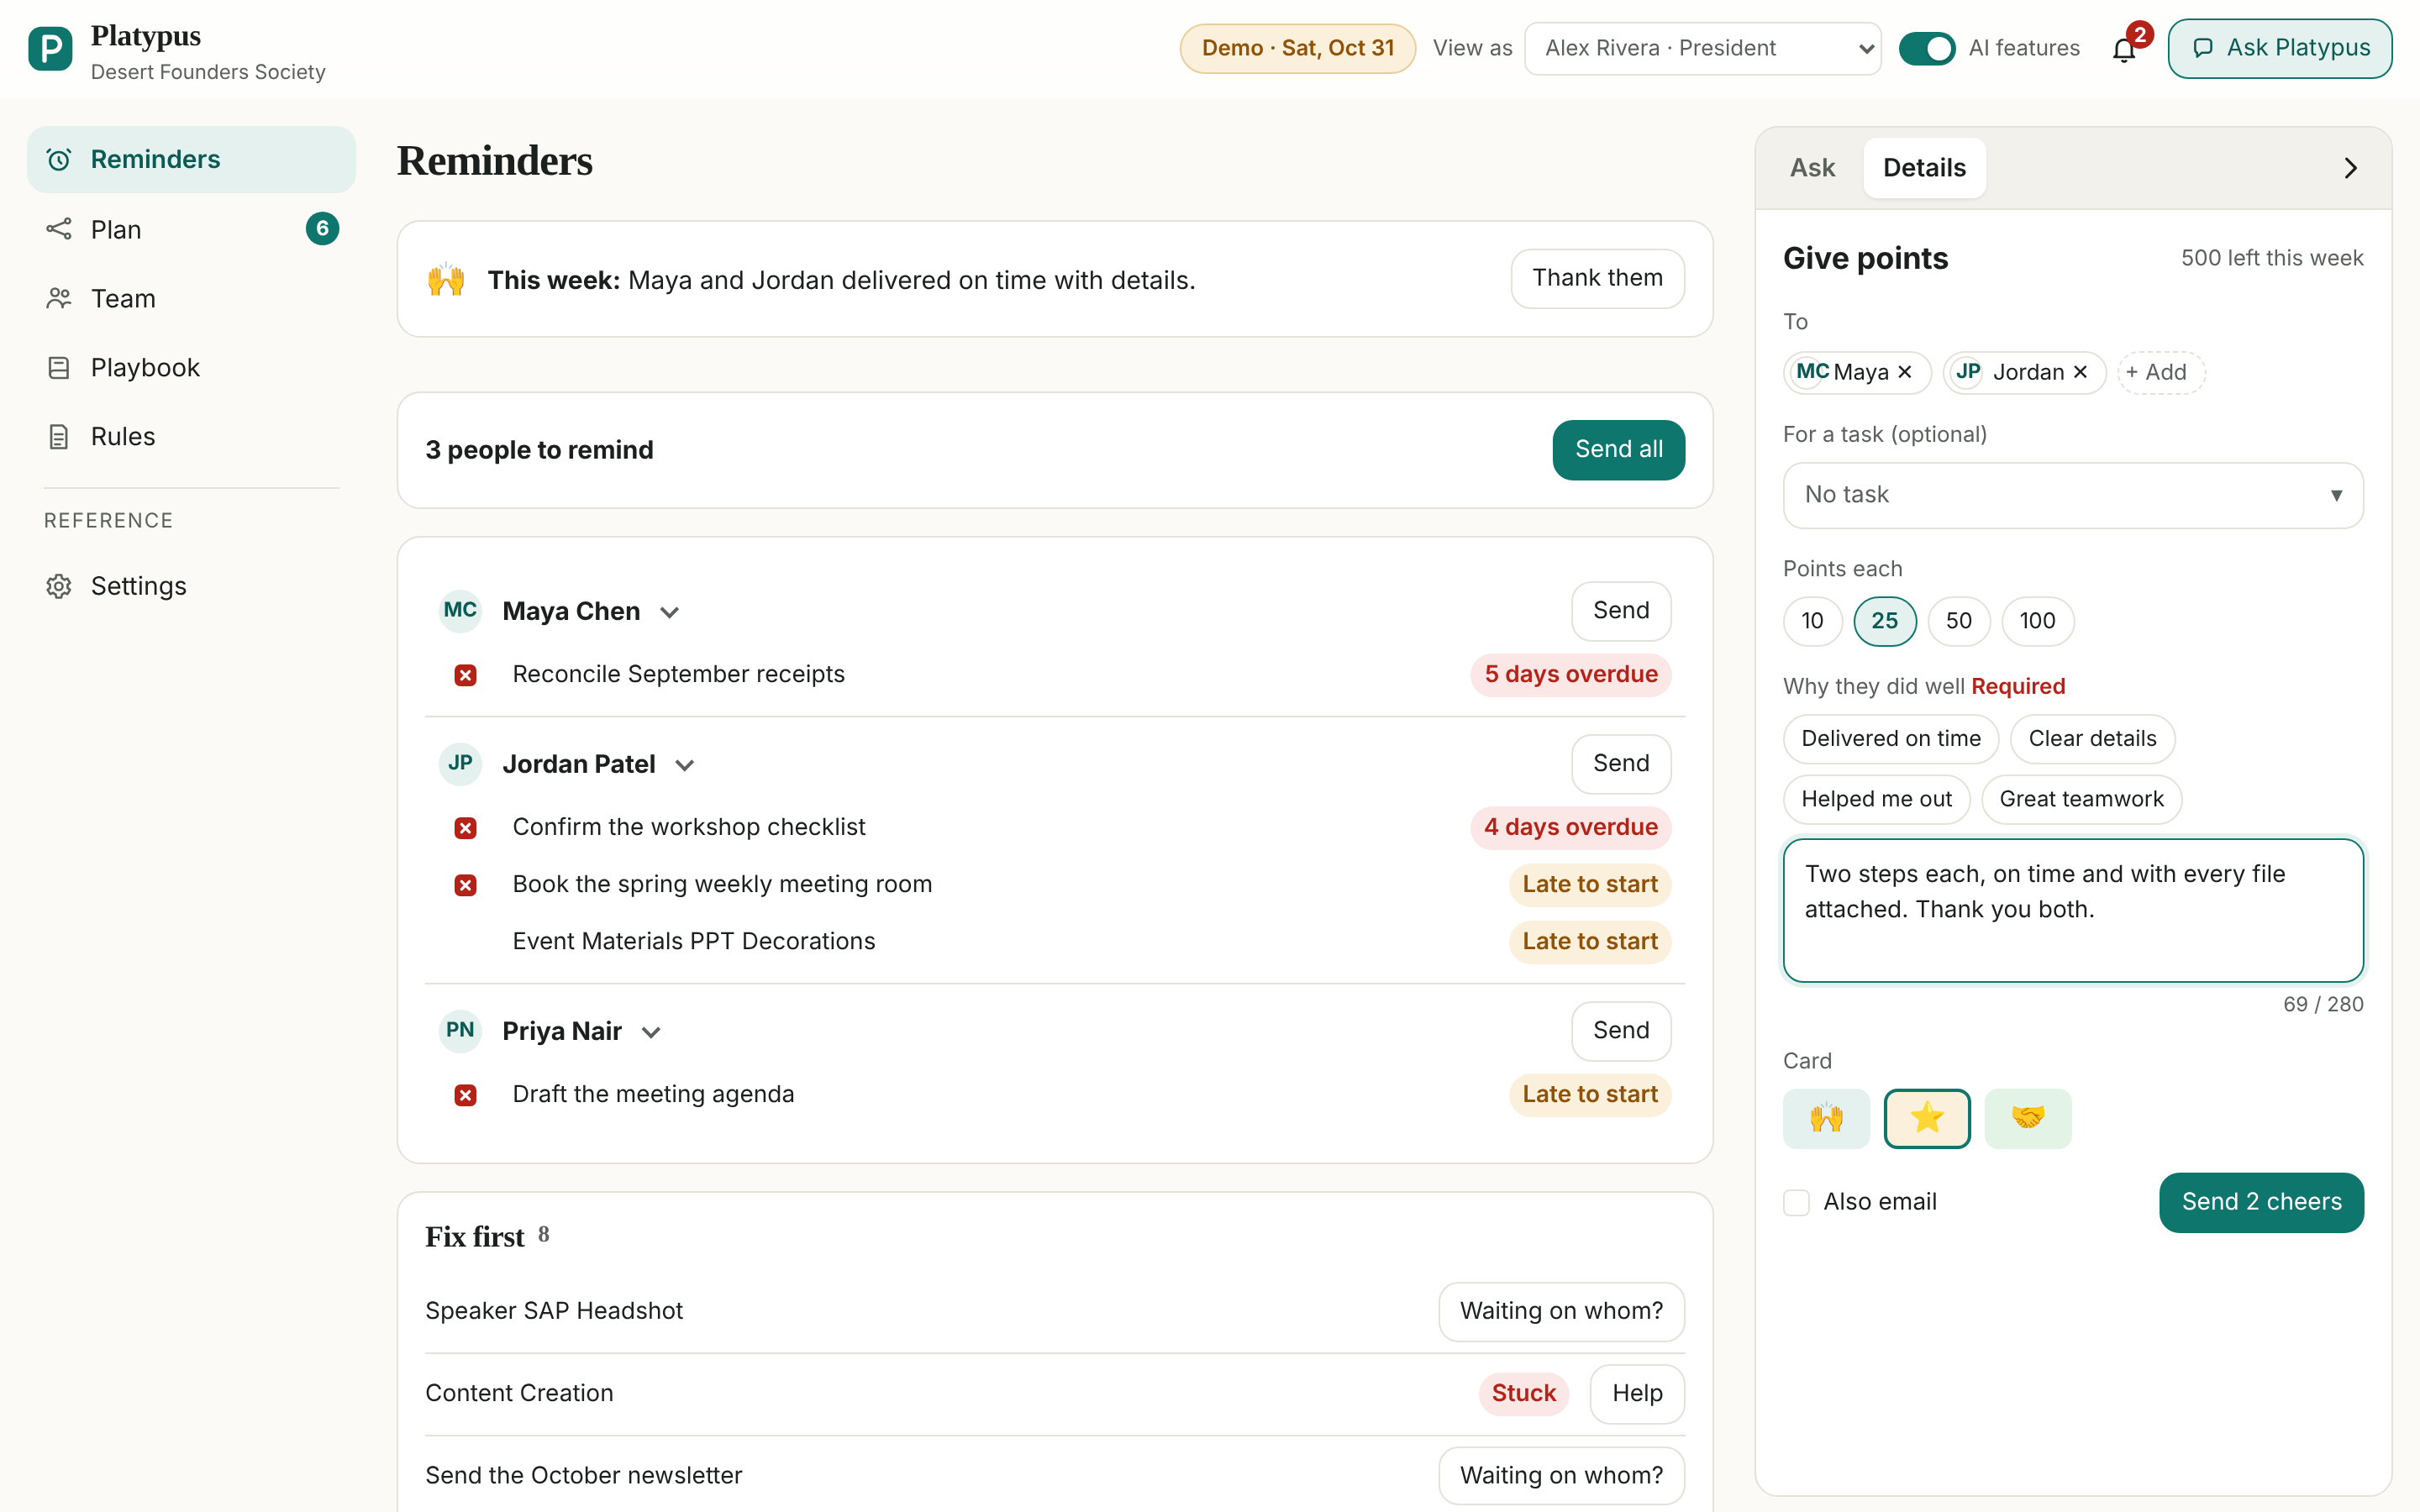 Platypus
Desert Founders Society
Demo · Sat, Oct 31
View as
Alex Rivera · President
AI features
2
Ask Platypus
Reminders
Plan
6
Team
Playbook
Rules
REFERENCE
Settings
Reminders
This week: Maya and Jordan delivered on time with details.
Thank them
3 people to remind
Send all
MC
Maya Chen
Send
Reconcile September receipts
5 days overdue
JP
Jordan Patel
Send
Confirm the workshop checklist
4 days overdue
Book the spring weekly meeting room
Late to start
Event Materials PPT Decorations
Late to start
PN
Priya Nair
Send
Draft the meeting agenda
Late to start
Fix first 8
Speaker SAP Headshot
Waiting on whom?
Content Creation
Stuck
Help
Send the October newsletter
Waiting on whom?
Ask
Details
Give points
500 left this week
To
MC Maya ✕
JP Jordan ✕
+ Add
For a task (optional)
No task
Points each
10
25
50
100
Why they did well Required
Delivered on time
Clear details
Helped me out
Great teamwork
Two steps each, on time and with every file
attached. Thank you both.
69 / 280
Card
Also email
Send 2 cheers